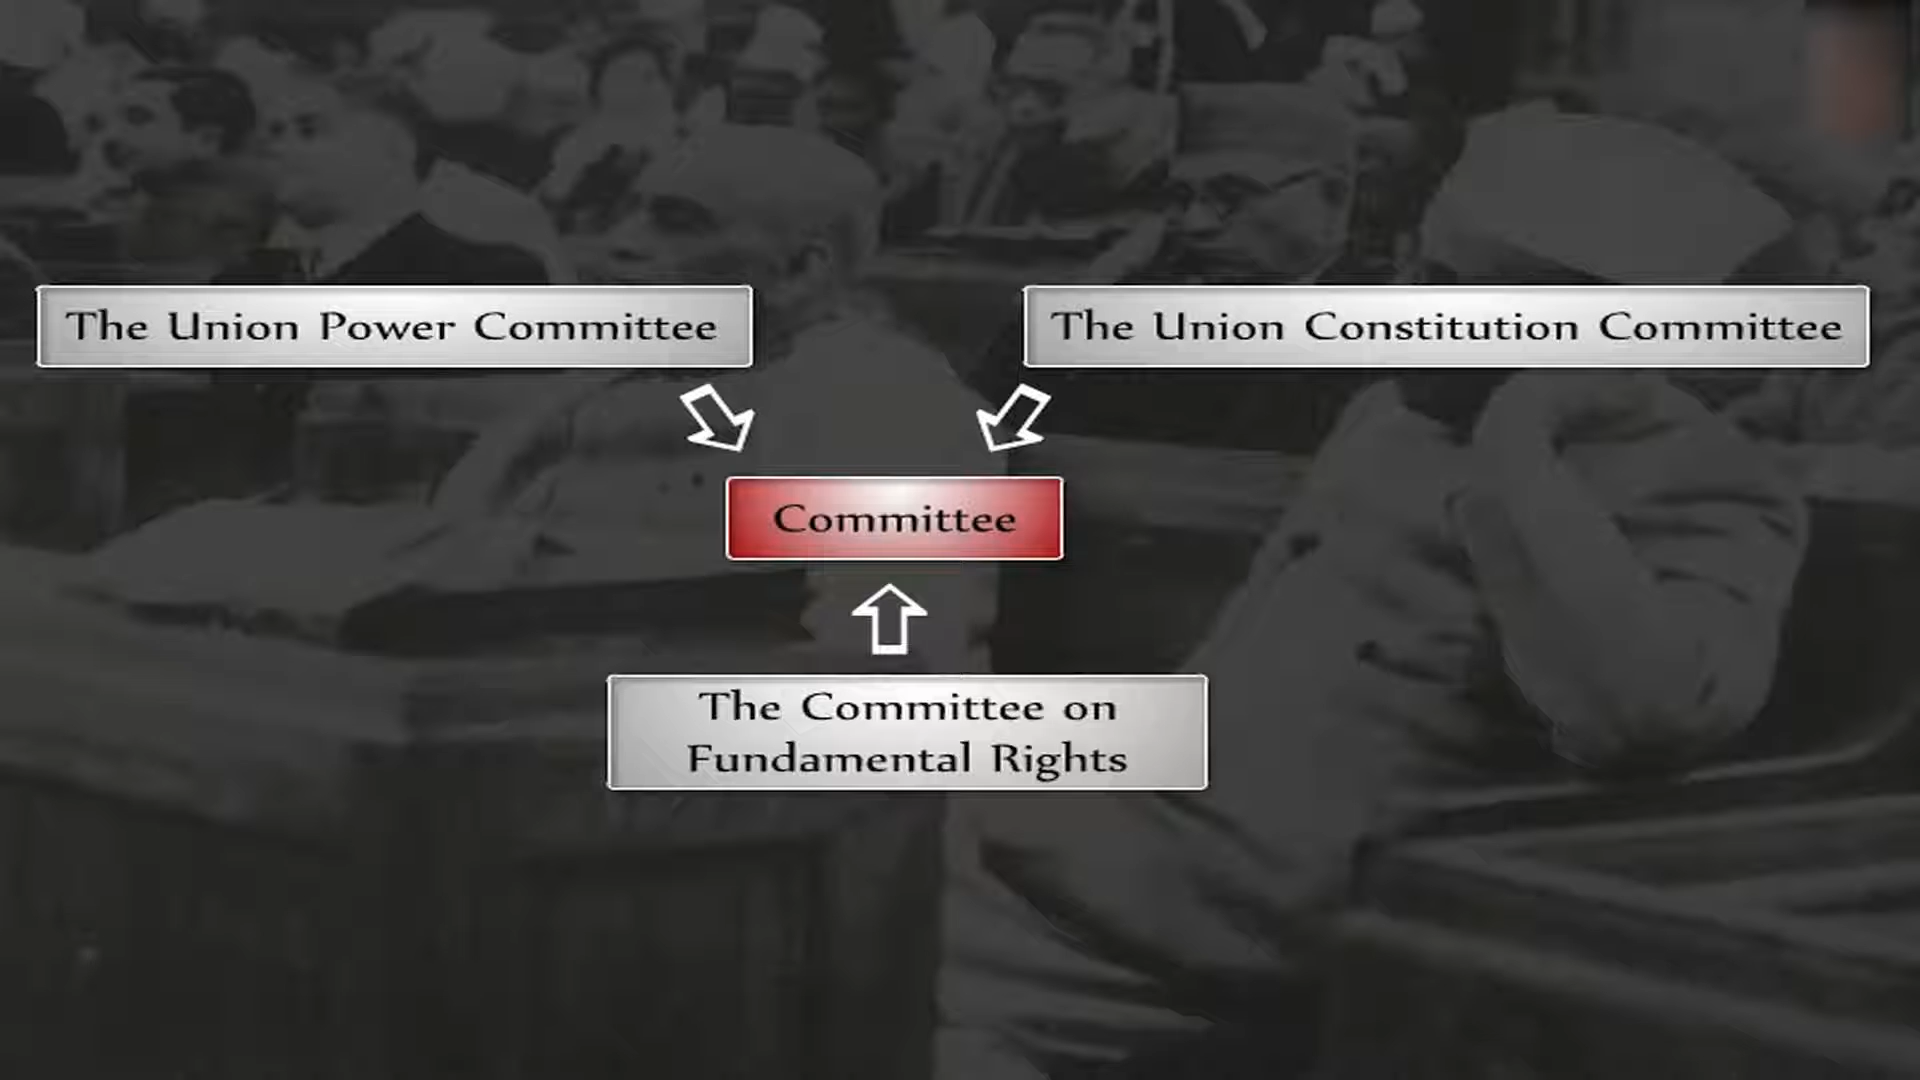 The Union Power Committee
The Union Constitution Committee
Committee
The Committee on
Fundamental Rights